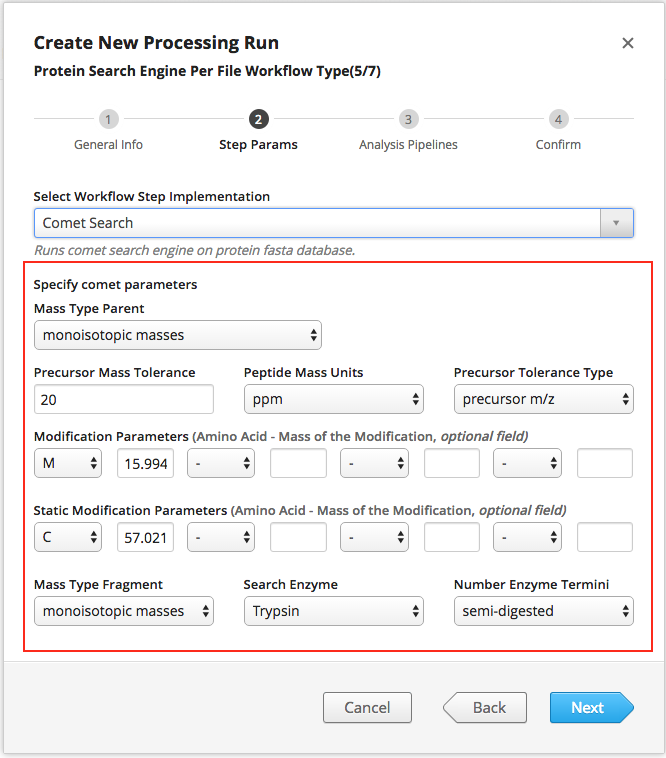 Create New Processing Run
Protein Search Engine Per File Workflow Type(5/7)
1 2 3 4
General Info Step Params Analysis Pipelines Confirm
Select Workflow Step Implementation
Comet Search
Runs comet search engine on protein fasta database.
Specify comet parameters
Mass Type Parent
monoisotopic masses
Precursor Mass Tolerance Peptide Mass Units Precursor Tolerance Type
20 ppm precursor m/z
Modification Parameters (Amino Acid - Mass of the Modification, optional field)
M 15.994 - - -
Static Modification Parameters (Amino Acid - Mass of the Modification, optional field)
C 57.021 - - -
Mass Type Fragment Search Enzyme Number Enzyme Termini
monoisotopic masses Trypsin semi-digested
Cancel Back Next